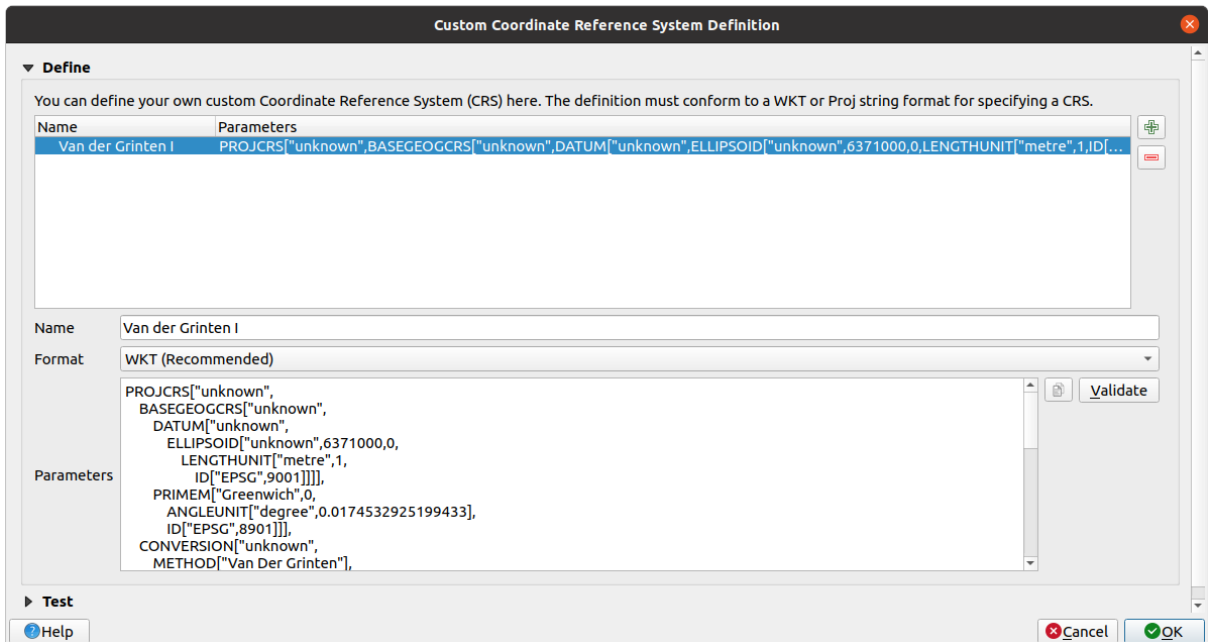 Custom Coordinate Reference System Definition
Define
You can define your own custom Coordinate Reference System (CRS) here. The definition must conform to a WKT or Proj string format for specifying a CRS.
Name Parameters
Van der Grinten I PROJCRS["unknown",BASEGEOGCRS["unknown",DATUM["unknown",ELLIPSOID["unknown",6371000,0,LENGTHUNIT["metre",1,ID[…
Name Van der Grinten I
Format WKT (Recommended)
Parameters
PROJCRS["unknown",
BASEGEOGCRS["unknown",
DATUM["unknown",
ELLIPSOID["unknown",6371000,0,
LENGTHUNIT["metre",1,
ID["EPSG",9001]]]],
PRIMEM["Greenwich",0,
ANGLEUNIT["degree",0.0174532925199433],
ID["EPSG",8901]]],
CONVERSION["unknown",
METHOD["Van Der Grinten"],
Validate
Test
Help Cancel OK